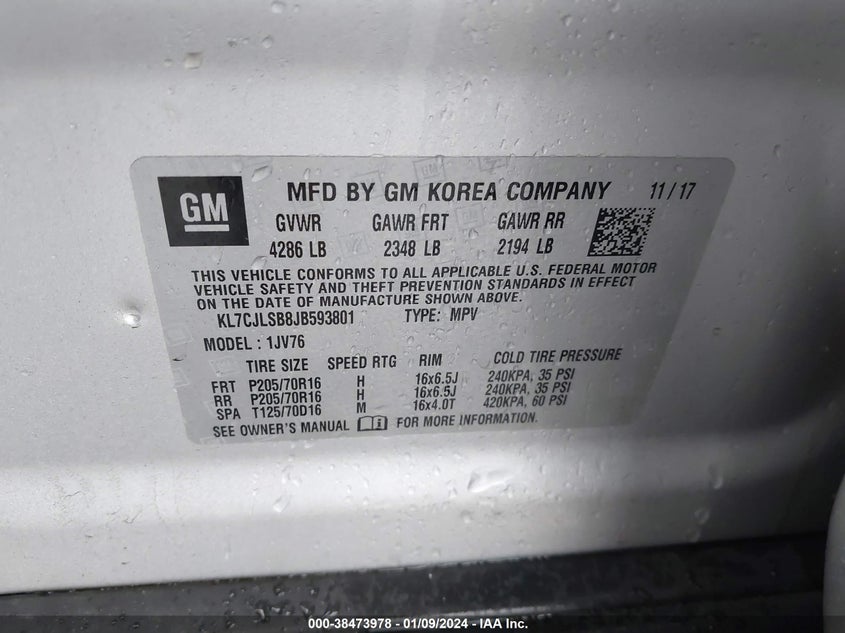 GM
MFD BY GM KOREA COMPANY 11/17
GVWR GAWR FRT GAWR RR
4286 LB 2348 LB 2194 LB
THIS VEHICLE CONFORMS TO ALL APPLICABLE U.S. FEDERAL MOTOR
VEHICLE SAFETY AND THEFT PREVENTION STANDARDS IN EFFECT
ON THE DATE OF MANUFACTURE SHOWN ABOVE.
KL7CJLSB8JB593801 TYPE: MPV
MODEL: 1JV76
TIRE SIZE SPEED RTG RIM COLD TIRE PRESSURE
FRT P205/70R16 H 16x6.5J 240KPA, 35 PSI
RR P205/70R16 H 16x6.5J 240KPA, 35 PSI
SPA T125/70D16 M 16x4.0T 420KPA, 60 PSI
SEE OWNER'S MANUAL FOR MORE INFORMATION.
000-38473978 - 01/09/2024 - IAA Inc.